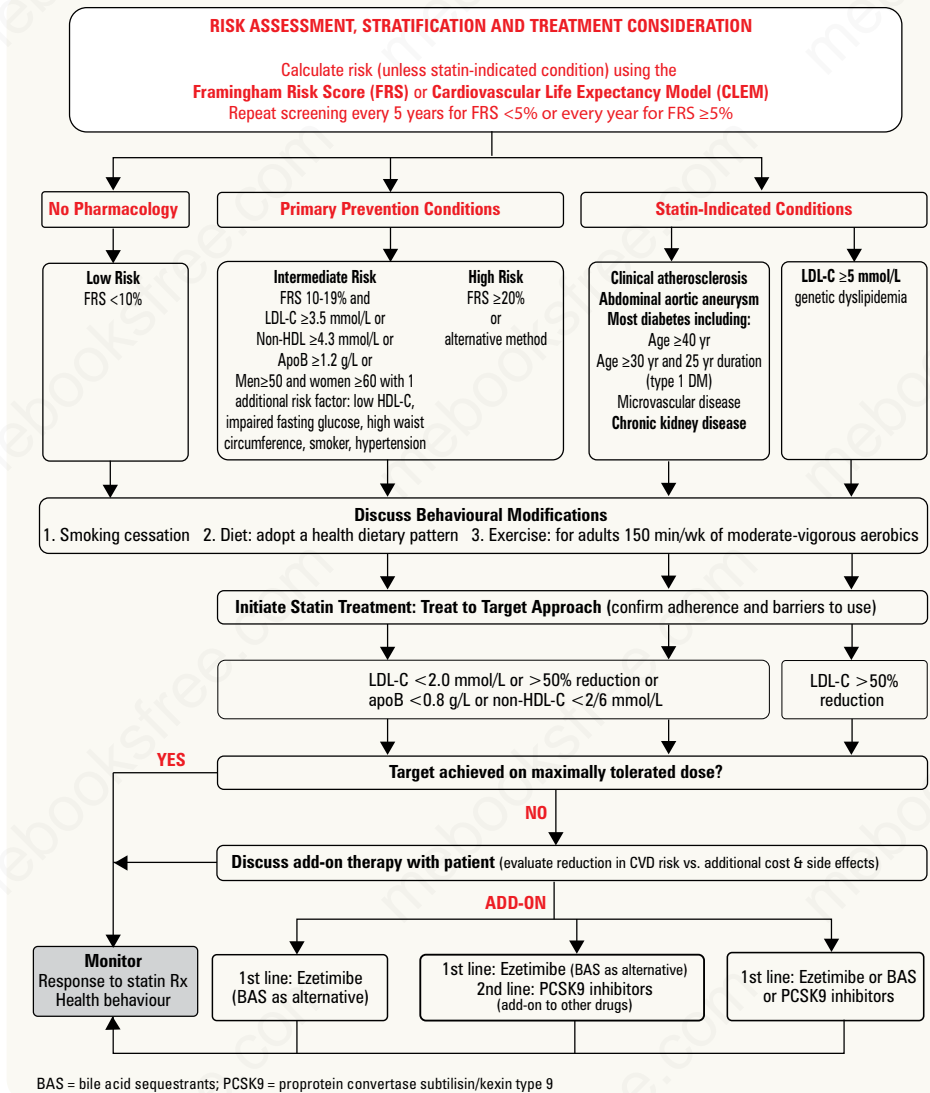 RISK ASSESSMENT, STRATIFICATION AND TREATMENT CONSIDERATION
Calculate risk (unless statin-indicated condition) using the
Framingham Risk Score (FRS) or Cardiovascular Life Expectancy Model (CLEM)
Repeat screening every 5 years for FRS <5% or every year for FRS ≥5%
No Pharmacology
Primary Prevention Conditions
Statin-Indicated Conditions
Low Risk
FRS <10%
Intermediate Risk
FRS 10-19% and
LDL-C ≥3.5 mmol/L or
Non-HDL ≥4.3 mmol/L or
ApoB ≥1.2 g/L or
Men≥50 and women ≥60 with 1
additional risk factor: low HDL-C,
impaired fasting glucose, high waist
circumference, smoker, hypertension
High Risk
FRS ≥20%
or
alternative method
Clinical atherosclerosis
Abdominal aortic aneurysm
Most diabetes including:
Age ≥40 yr
Age ≥30 yr and 25 yr duration
(type 1 DM)
Microvascular disease
Chronic kidney disease
LDL-C ≥5 mmol/L
genetic dyslipidemia
Discuss Behavioural Modifications
1. Smoking cessation 2. Diet: adopt a health dietary pattern 3. Exercise: for adults 150 min/wk of moderate-vigorous aerobics
Initiate Statin Treatment: Treat to Target Approach (confirm adherence and barriers to use)
LDL-C <2.0 mmol/L or >50% reduction or
apoB <0.8 g/L or non-HDL-C <2/6 mmol/L
LDL-C >50%
reduction
YES
Target achieved on maximally tolerated dose?
NO
Discuss add-on therapy with patient (evaluate reduction in CVD risk vs. additional cost & side effects)
ADD-ON
Monitor
Response to statin Rx
Health behaviour
1st line: Ezetimibe
(BAS as alternative)
1st line: Ezetimibe (BAS as alternative)
2nd line: PCSK9 inhibitors
(add-on to other drugs)
1st line: Ezetimibe or BAS
or PCSK9 inhibitors
BAS = bile acid sequestrants; PCSK9 = proprotein convertase subtilisin/kexin type 9
mebooksfree.com